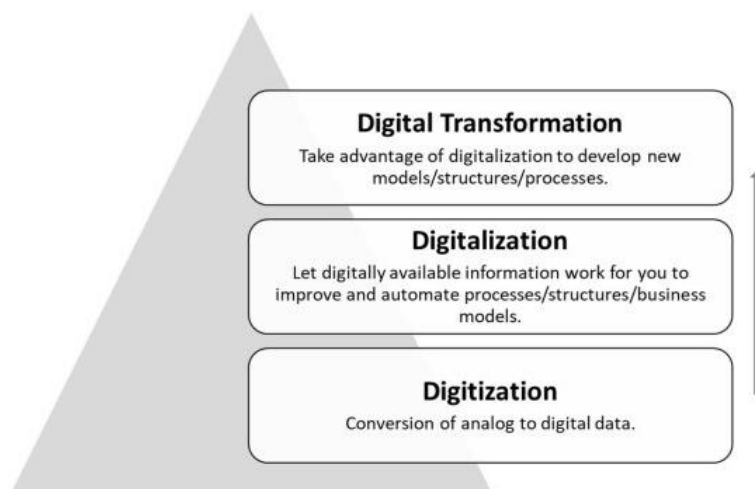 Digital Transformation
Take advantage of digitalization to develop new
models/structures/processes.
Digitalization
Let digitally available information work for you to
improve and automate processes/structures/business
models.
Digitization
Conversion of analog to digital data.